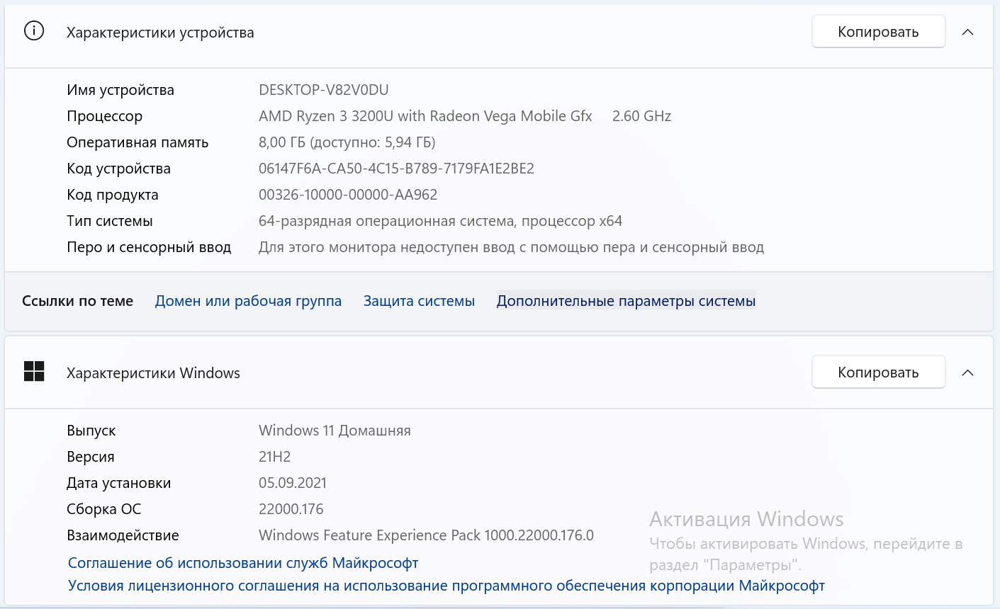 Характеристики устройства Копировать
Имя устройства DESKTOP-V82V0DU
Процессор AMD Ryzen 3 3200U with Radeon Vega Mobile Gfx 2.60 GHz
Оперативная память 8,00 ГБ (доступно: 5,94 ГБ)
Код устройства 06147F6A-CA50-4C15-B789-7179FA1E2BE2
Код продукта 00326-10000-00000-AA962
Тип системы 64-разрядная операционная система, процессор x64
Перо и сенсорный ввод Для этого монитора недоступен ввод с помощью пера и сенсорный ввод
Ссылки по теме Домен или рабочая группа Защита системы Дополнительные параметры системы
Характеристики Windows Копировать
Выпуск Windows 11 Домашняя
Версия 21H2
Дата установки 05.09.2021
Сборка ОС 22000.176
Взаимодействие Windows Feature Experience Pack 1000.22000.176.0
Соглашение об использовании служб Майкрософт
Условия лицензионного соглашения на использование программного обеспечения корпорации Майкрософт
Активация Windows
Чтобы активировать Windows, перейдите в
раздел "Параметры".